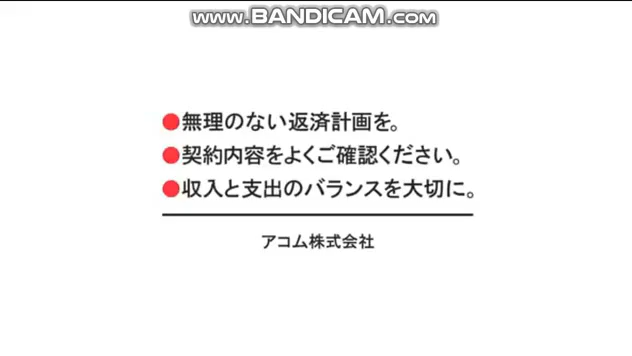 www.BANDICAM.com
●無理のない返済計画を。
●契約内容をよくご確認ください。
●収入と支出のバランスを大切に。
アコム株式会社